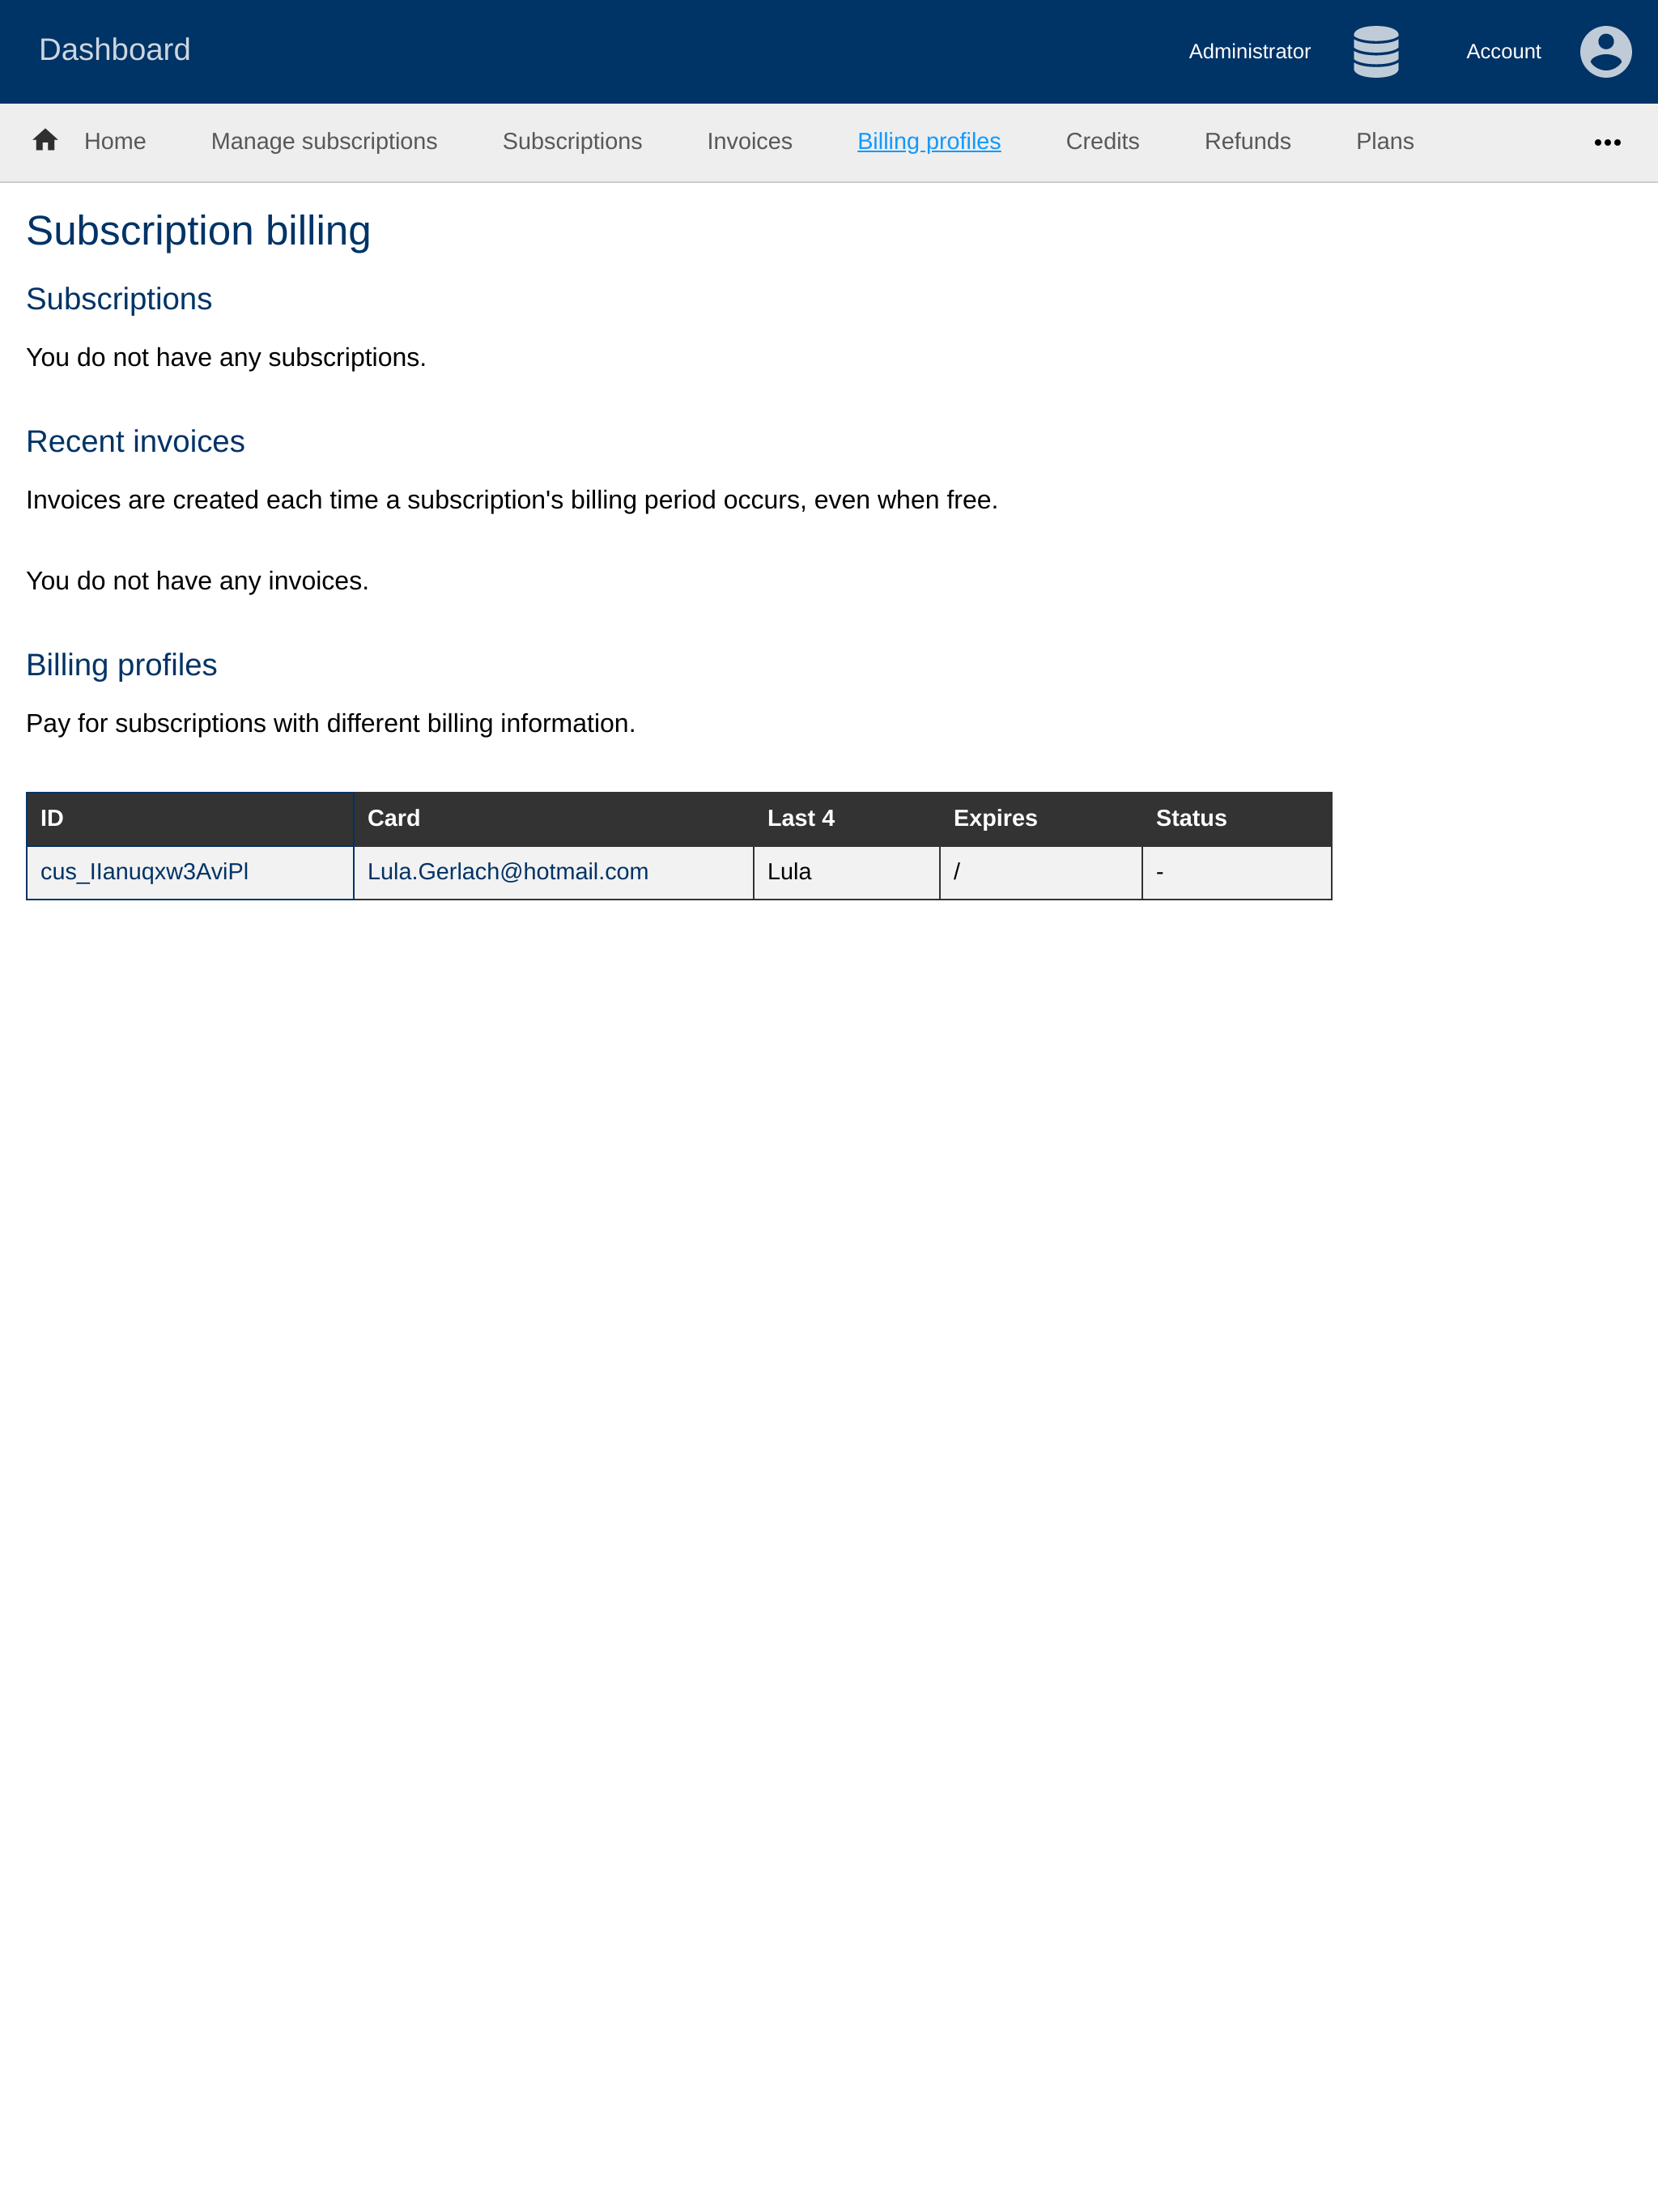 Dashboard Administrator Account
Home Manage subscriptions Subscriptions Invoices Billing profiles Credits Refunds Plans •••
Subscription billing
Subscriptions
You do not have any subscriptions.
Recent invoices
Invoices are created each time a subscription's billing period occurs, even when free.
You do not have any invoices.
Billing profiles
Pay for subscriptions with different billing information.
ID Card Last 4 Expires Status
cus_IIanuqxw3AviPl Lula.Gerlach@hotmail.com Lula / -